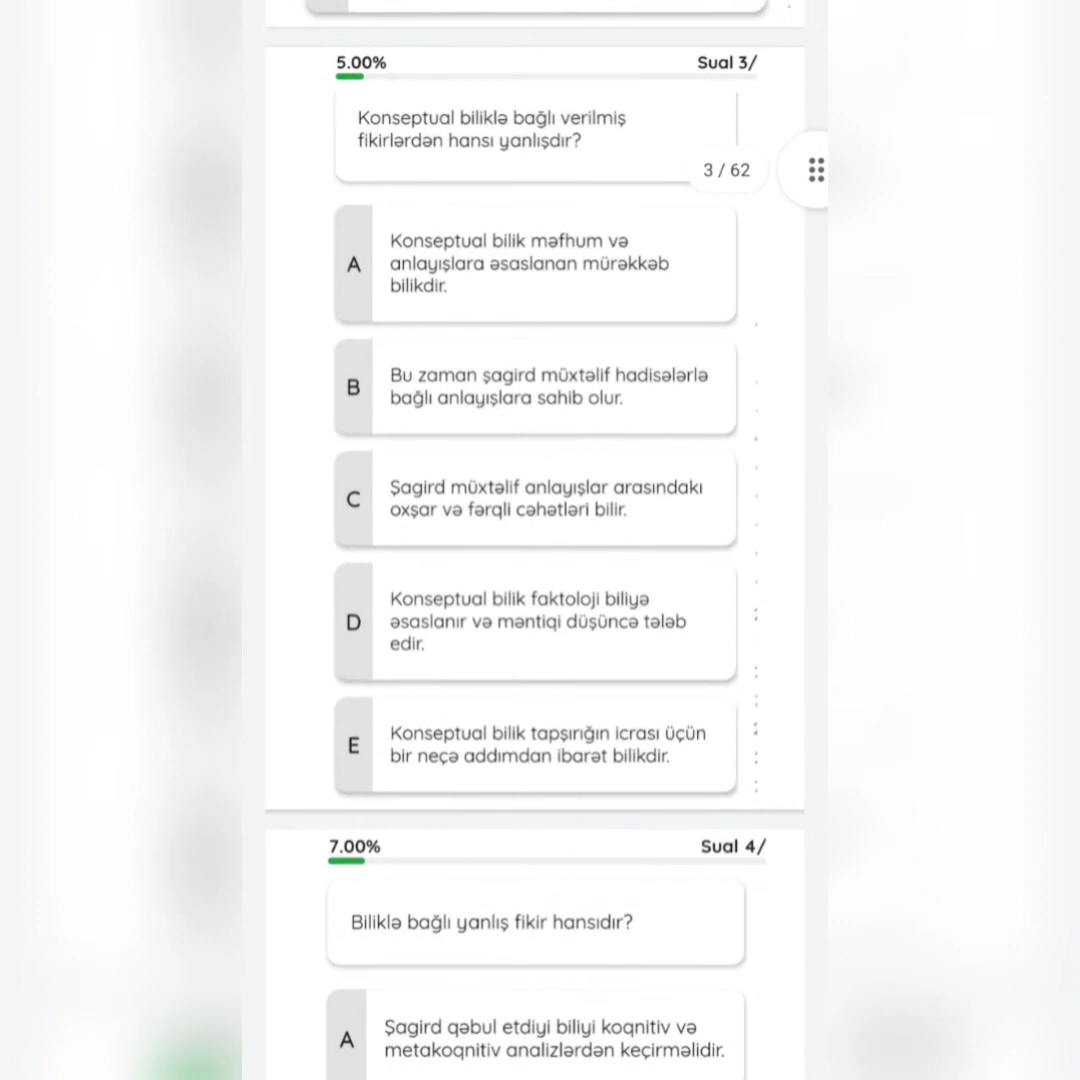 5.00%
Sual 3/
Konseptual biliklə bağlı verilmiş
fikirlərdən hansı yanlışdır?
3 / 62
A
Konseptual bilik məfhum və
anlayışlara əsaslanan mürəkkəb
bilikdir.
B
Bu zaman şagird müxtəlif hadisələrlə
bağlı anlayışlara sahib olur.
C
Şagird müxtəlif anlayışlar arasındakı
oxşar və fərqli cəhətləri bilir.
D
Konseptual bilik faktoloji biliyə
əsaslanır və məntiqi düşüncə tələb
edir.
E
Konseptual bilik tapşırığın icrası üçün
bir neçə addımdan ibarət bilikdir.
7.00%
Sual 4/
Biliklə bağlı yanlış fikir hansıdır?
A
Şagird qəbul etdiyi biliyi koqnitiv və
metakoqnitiv analizlərdən keçirməlidir.